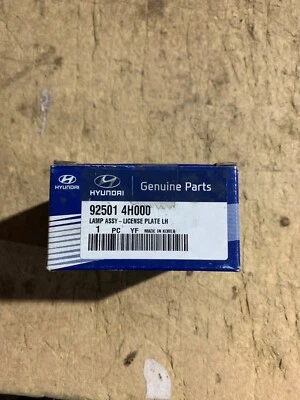 HYUNDAI
HYUNDAI Genuine Parts
92501 4H000
LAMP ASSY-LICENSE PLATE LH
1 PC YF MADE IN KOREA